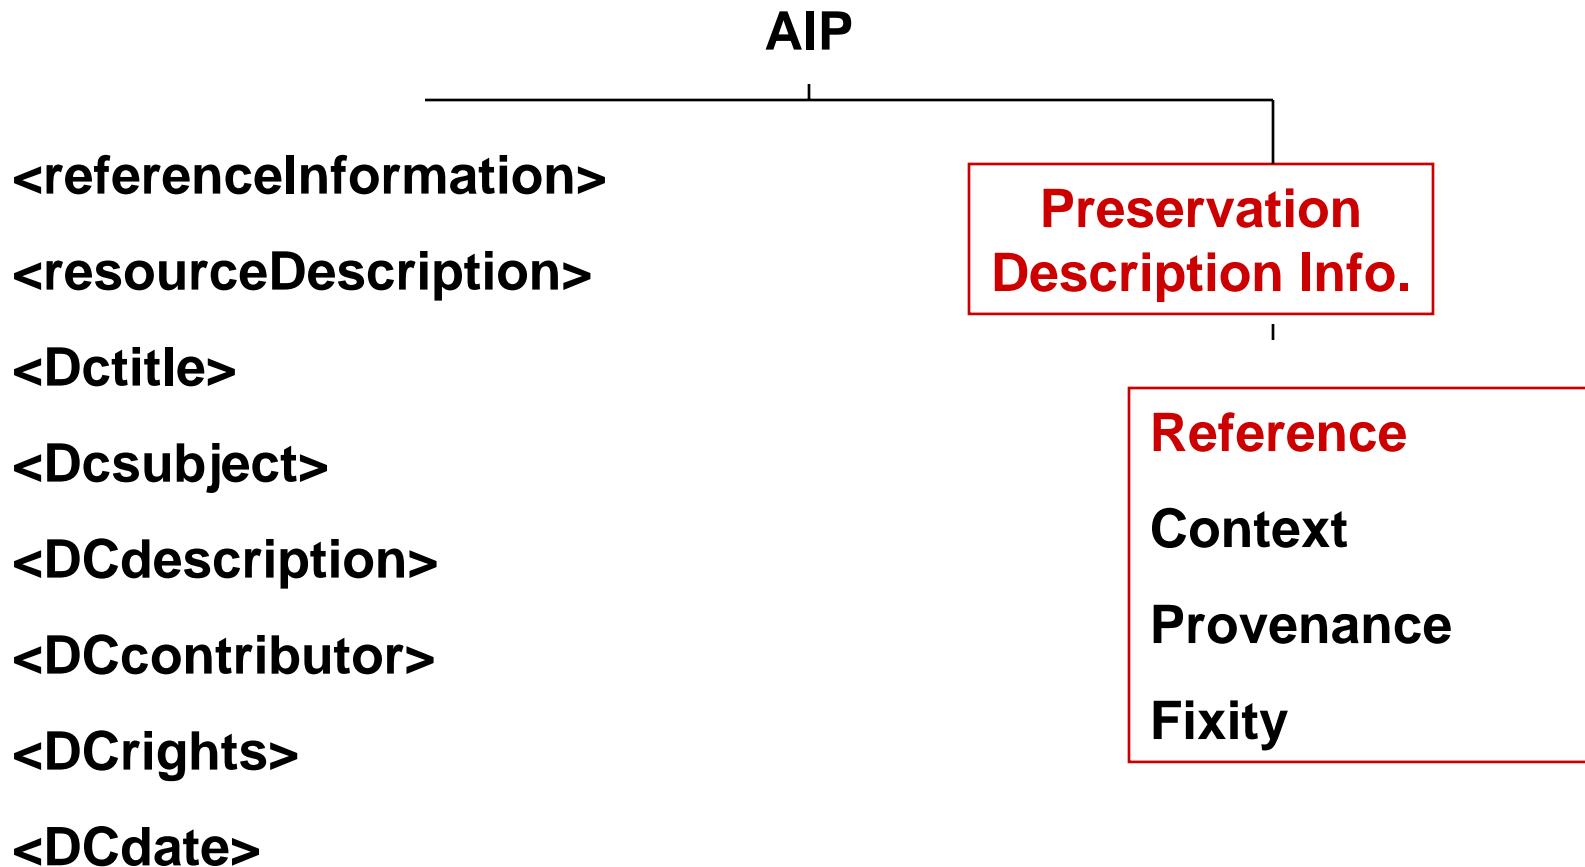 AIP
<referenceInformation>
<resourceDescription>
<Dctitle>
<Dcsubject>
<DCdescription>
<DCcontributor>
<DCrights>
<DCdate>
Preservation
Description Info.
Reference
Context
Provenance
Fixity